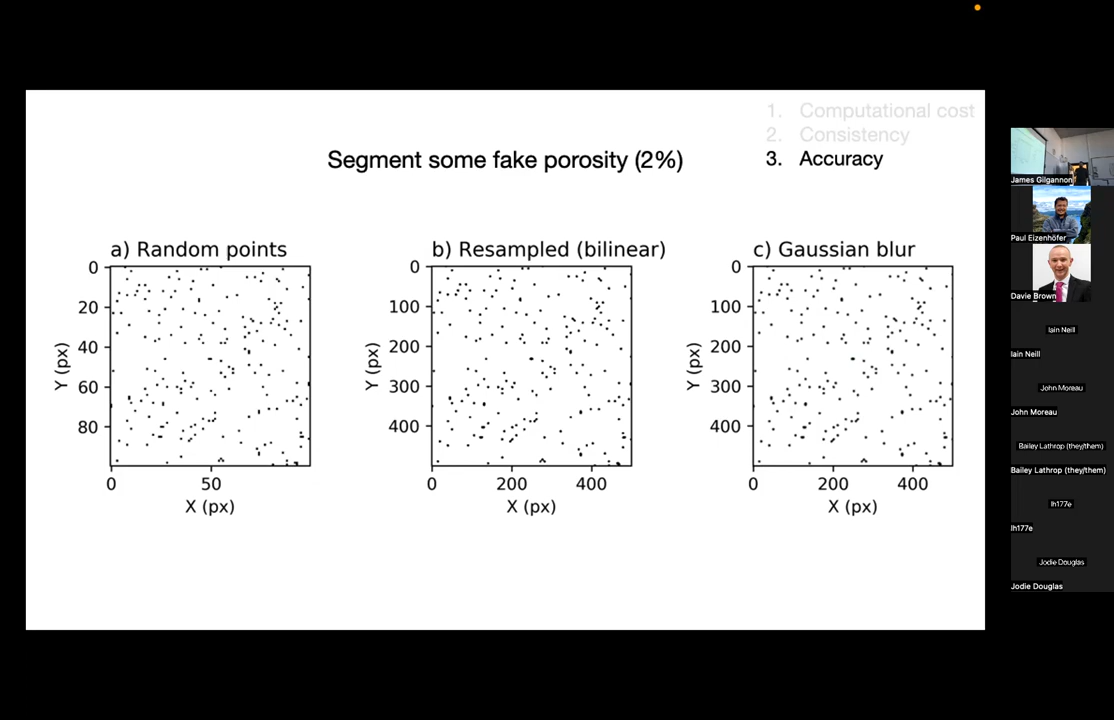 1. Computational cost
2. Consistency
3. Accuracy
Segment some fake porosity (2%)
a) Random points
b) Resampled (bilinear)
c) Gaussian blur
0
20
40
60
80
Y (px)
0
50
X (px)
0
100
200
300
400
Y (px)
0
200
400
X (px)
0
100
200
300
400
Y (px)
0
200
400
X (px)
James Gilgannon
Paul Eizenhöfer
Davie Brown
Iain Neill
Iain Neill
John Moreau
John Moreau
Bailey Lathrop (they/them)
Bailey Lathrop (they/them)
lh177e
lh177e
Jodie Douglas
Jodie Douglas